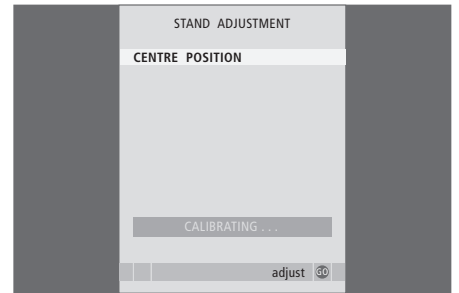 STAND ADJUSTMENT
CENTRE POSITION
CALIBRATING . . .
adjust GO